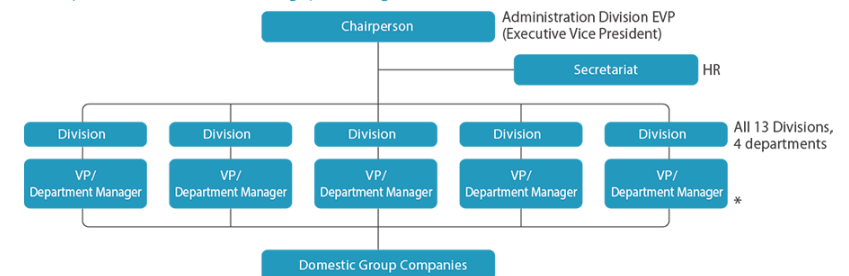 Chairperson
Administration Division EVP
(Executive Vice President)
Secretariat
HR
Division
Division
Division
Division
Division
All 13 Divisions,
4 departments
VP/
Department Manager
VP/
Department Manager
VP/
Department Manager
VP/
Department Manager
VP/
Department Manager
*
Domestic Group Companies